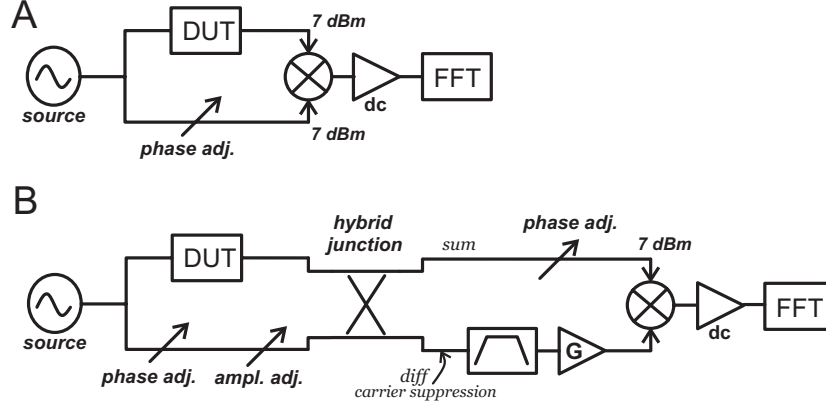 A
DUT
7 dBm
source
phase adj.
7 dBm
dc
FFT
B
hybrid
junction
DUT
sum
phase adj.
7 dBm
source
phase adj.
ampl. adj.
diff
carrier suppression
G
dc
FFT